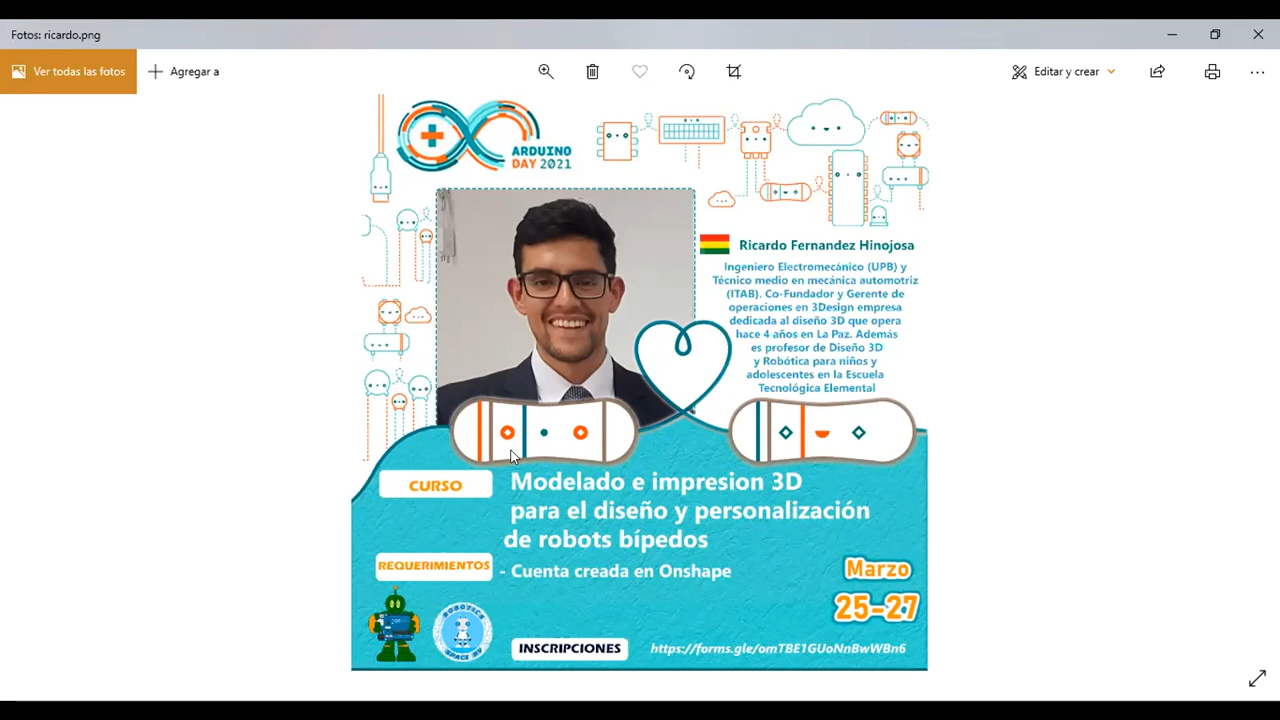 Fotos: ricardo.png
Ver todas las fotos
Agregar a
Editar y crear
ARDUINO
DAY 2021
Ricardo Fernandez Hinojosa
Ingeniero Electromecánico (UPB) y
Técnico medio en mecánica automotriz
(ITAB). Co-Fundador y Gerente de
operaciones en 3Design empresa
dedicada al diseño 3D que opera
hace 4 años en La Paz. Además
es profesor de Diseño 3D
y Robótica para niños y
adolescentes en la Escuela
Tecnológica Elemental
CURSO
Modelado e impresion 3D
para el diseño y personalización
de robots bípedos
REQUERIMIENTOS
- Cuenta creada en Onshape
Marzo
25-27
ROBOTICS
SPACE BO
INSCRIPCIONES
https://forms.gle/omTBE1GUoNnBwWBn6